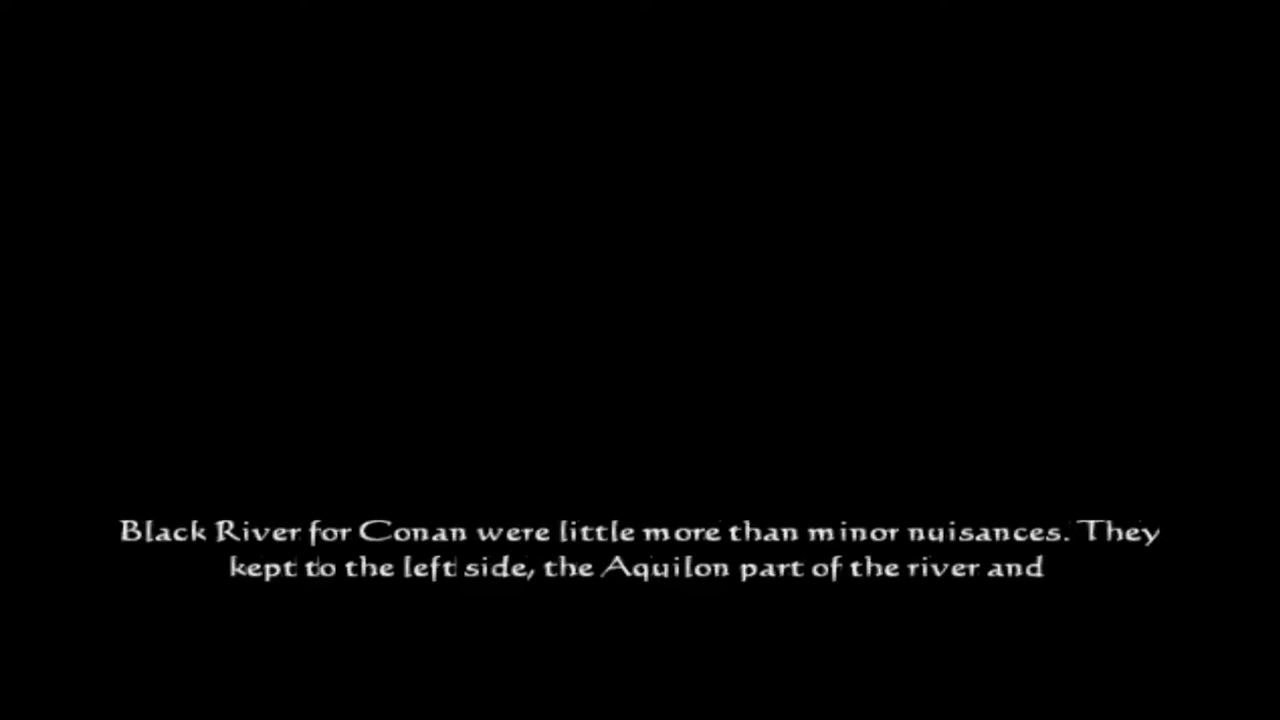 Black River for Conan were little more than minor nuisances. They
kept to the left side, the Aquilon part of the river and